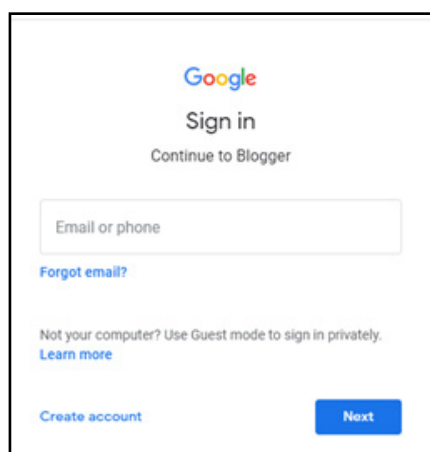 Google
Sign in
Continue to Blogger
Email or phone
Forgot email?
Not your computer? Use Guest mode to sign in privately.
Learn more
Create account Next